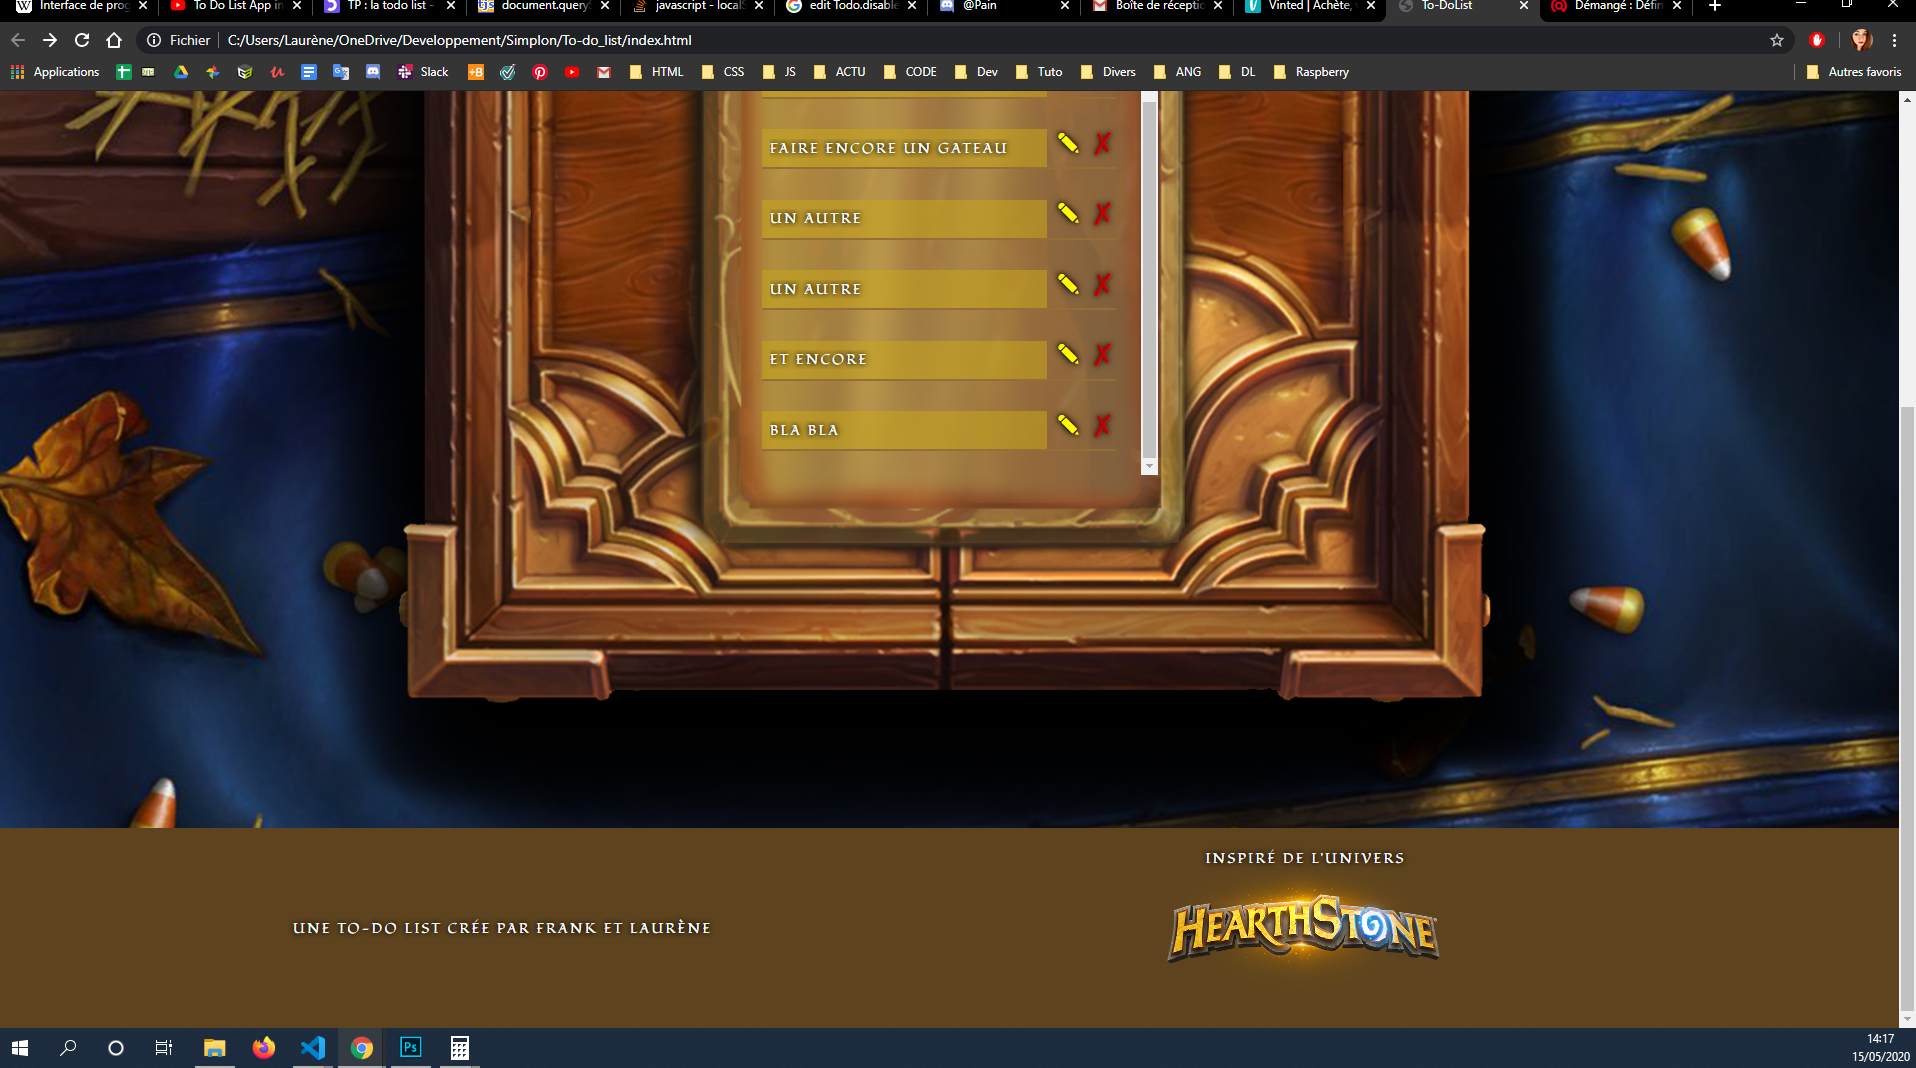 Interface de prog
To Do List App in
TP : la todo list -
document.query
javascript - local
edit Todo.disable
@Pain
Boîte de réceptio
Vinted | Achète,
To-DoList
Démangé : Défin
Fichier
C:/Users/Laurène/OneDrive/Developpement/Simplon/To-do_list/index.html
Applications
Slack
HTML
CSS
JS
ACTU
CODE
Dev
Tuto
Divers
ANG
DL
Raspberry
Autres favoris
FAIRE ENCORE UN GATEAU
UN AUTRE
UN AUTRE
ET ENCORE
BLA BLA
UNE TO-DO LIST CRÉE PAR FRANK ET LAURÈNE
INSPIRÉ DE L'UNIVERS
HEARTHSTONE
Ps
14:17
15/05/2020